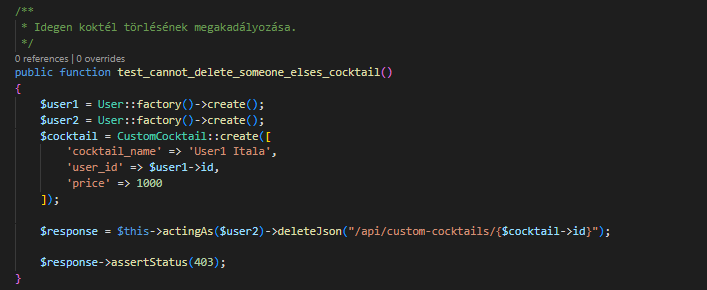 /**
 * Idegen koktél törlésének megakadályozása.
 */
0 references | 0 overrides
public function test_cannot_delete_someone_elses_cocktail()
{
    $user1 = User::factory()->create();
    $user2 = User::factory()->create();
    $cocktail = CustomCocktail::create([
        'cocktail_name' => 'User1 Itala',
        'user_id' => $user1->id,
        'price' => 1000
    ]);
    $response = $this->actingAs($user2)->deleteJson("/api/custom-cocktails/{$cocktail->id}");
    $response->assertStatus(403);
}